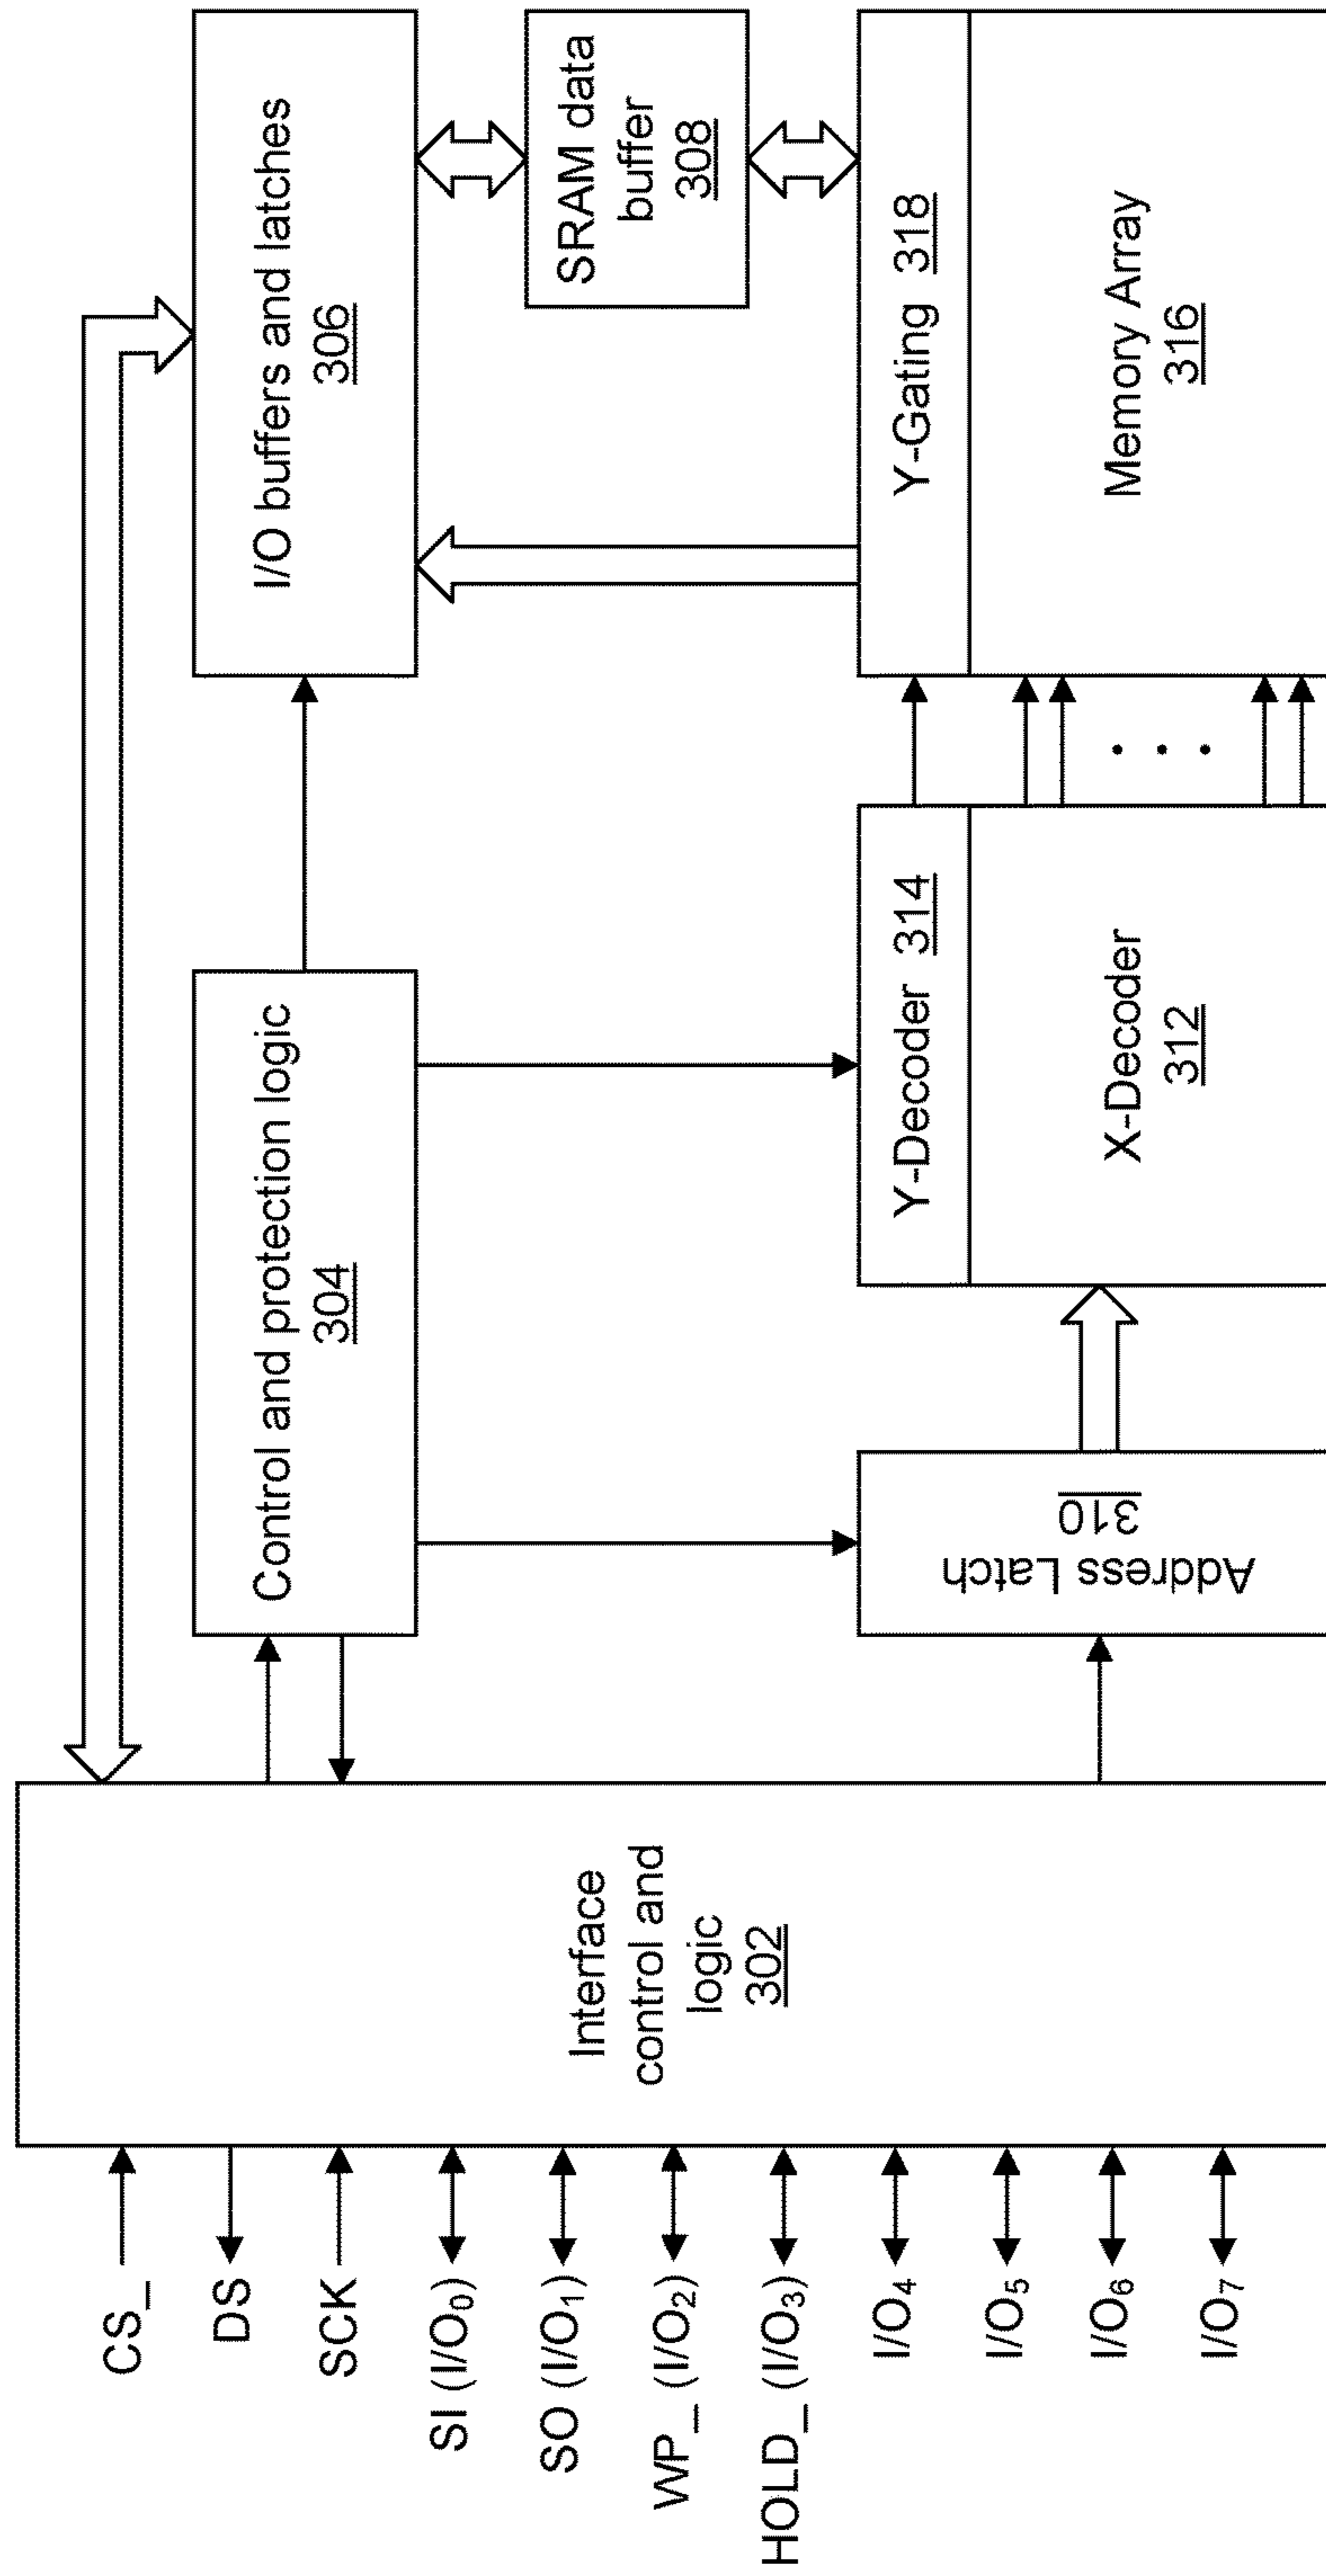 CS_
DS
SCK
SI (I/O₀)
SO (I/O₁)
WP_ (I/O₂)
HOLD_ (I/O₃)
I/O₄
I/O₅
I/O₆
I/O₇
Interface
control and
logic
302
Control and protection logic
304
I/O buffers and latches
306
SRAM data
buffer
308
Address Latch
310
Y-Decoder 314
X-Decoder
312
Y-Gating 318
Memory Array
316